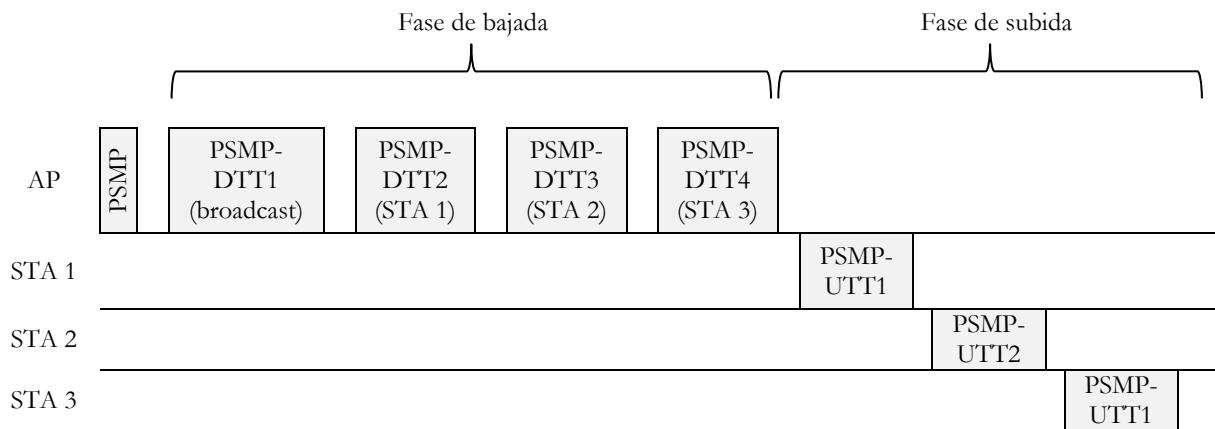 Fase de bajada
Fase de subida
AP
PSMP
PSMP-
DTT1
(broadcast)
PSMP-
DTT2
(STA 1)
PSMP-
DTT3
(STA 2)
PSMP-
DTT4
(STA 3)
STA 1
PSMP-
UTT1
STA 2
PSMP-
UTT2
STA 3
PSMP-
UTT1